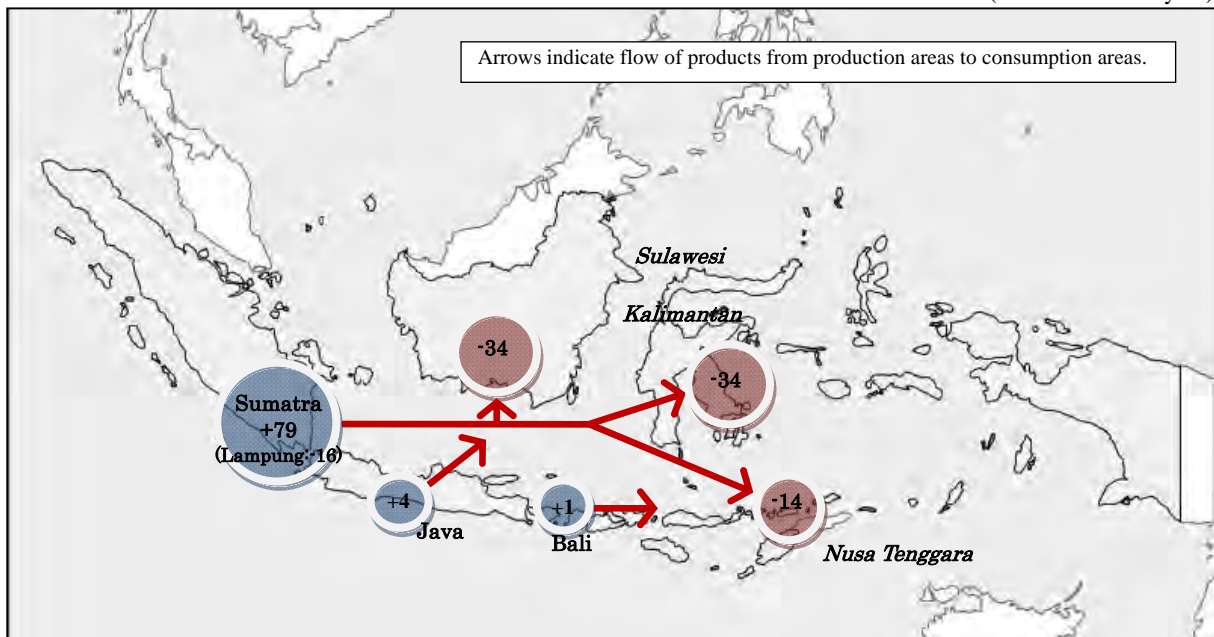 Arrows indicate flow of products from production areas to consumption areas.
Sulawesi
Kalimantan
-34
-34
Sumatra
+79
(Lampung:-16)
+4
Java
+1
Bali
-14
Nusa Tenggara